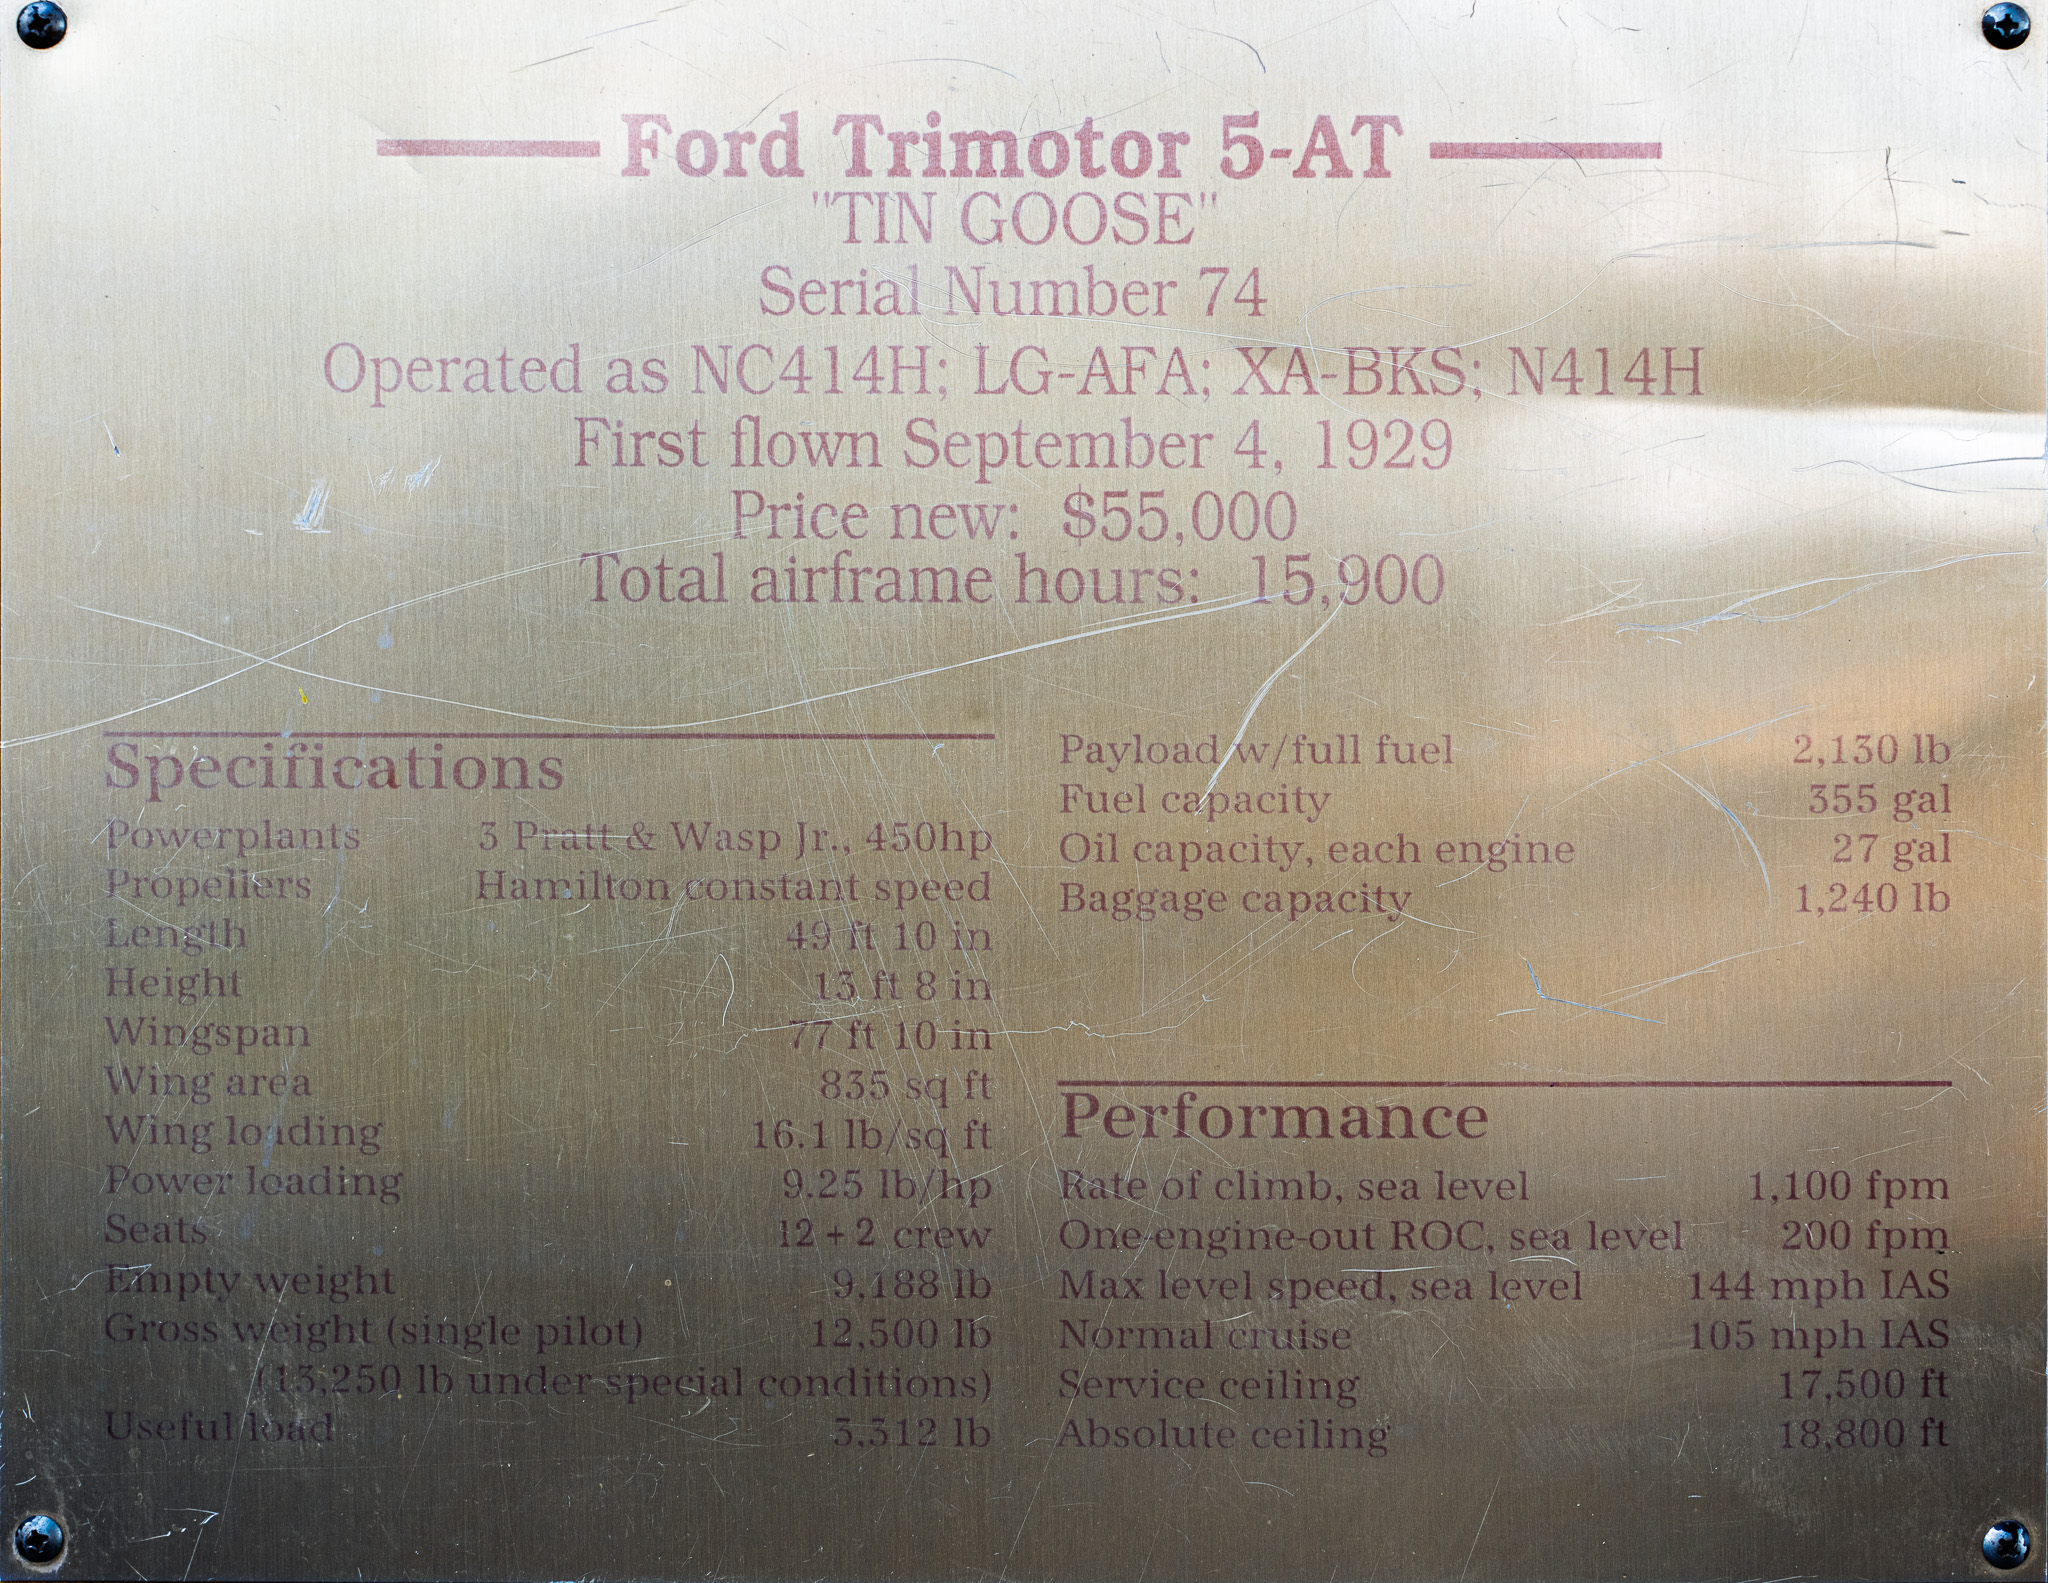 Ford Trimotor 5-AT
"TIN GOOSE"
Serial Number 74
Operated as NC414H; LG-AFA; XA-BKS; N414H
First flown September 4, 1929
Price new: $55,000
Total airframe hours: 15,900
Specifications
Powerplants 3 Pratt & Wasp Jr., 450hp
Propellers Hamilton constant speed
Length 49 ft 10 in
Height 13 ft 8 in
Wingspan 77 ft 10 in
Wing area 835 sq ft
Wing loading 16.1 lb/sq ft
Power loading 9.25 lb/hp
Seats 12 + 2 crew
Empty weight 9,188 lb
Gross weight (single pilot) 12,500 lb
(13,250 lb under special conditions)
Useful load 3,312 lb
Payload w/full fuel 2,130 lb
Fuel capacity 355 gal
Oil capacity, each engine 27 gal
Baggage capacity 1,240 lb
Performance
Rate of climb, sea level 1,100 fpm
One-engine-out ROC, sea level 200 fpm
Max level speed, sea level 144 mph IAS
Normal cruise 105 mph IAS
Service ceiling 17,500 ft
Absolute ceiling 18,800 ft